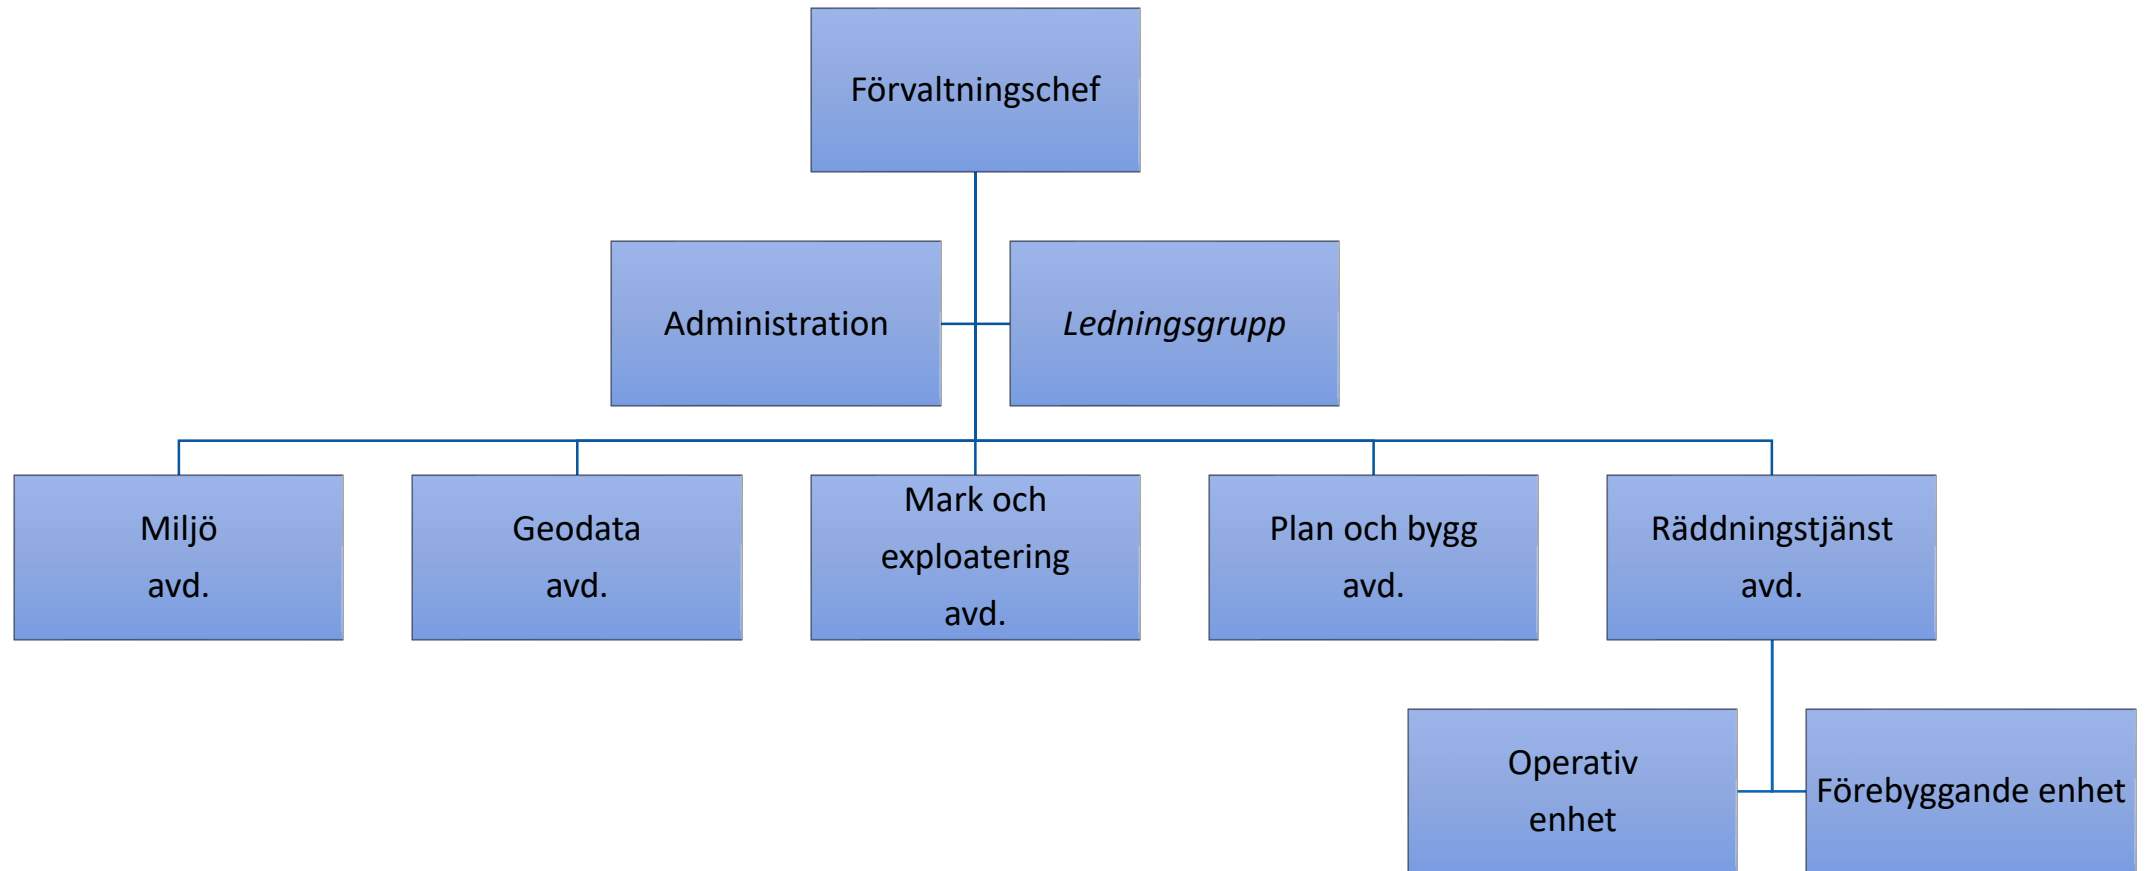 Förvaltningschef
Administration
Ledningsgrupp
Miljö
avd.
Geodata
avd.
Mark och
exploatering
avd.
Plan och bygg
avd.
Räddningstjänst
avd.
Operativ
enhet
Förebyggande enhet